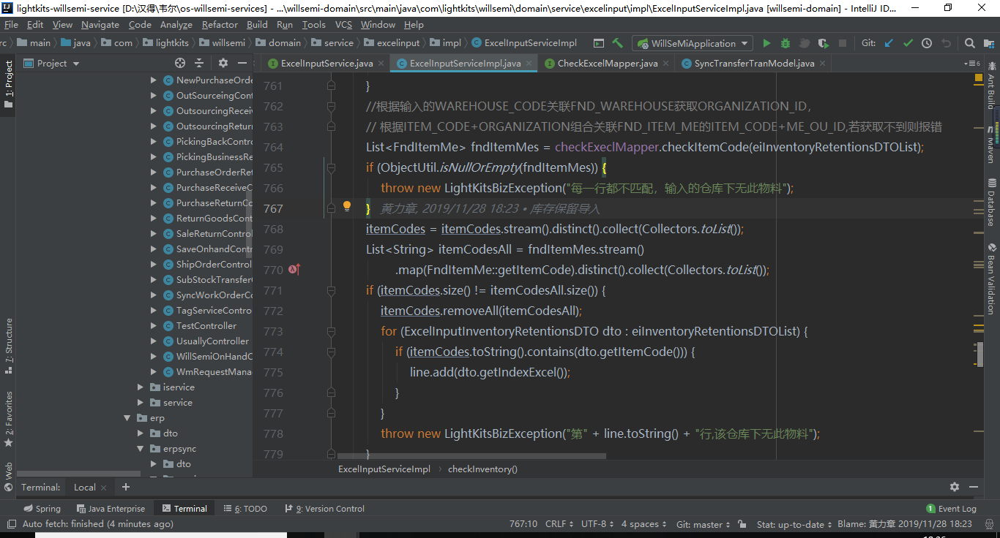 lightkits-willsemi-service [D:\汉得\韦尔\os-willsemi-services] - ...\willsemi-domain\src\main\java\com\lightkits\willsemi\domain\service\excelinput\impl\ExcelInputServiceImpl.java [willsemi-domain] - IntelliJ ID...
File Edit View Navigate Code Analyze Refactor Build Run Tools VCS Window Help
rc main java com lightkits willsemi domain service excelinput impl ExcelInputServiceImpl WillSeMiApplication Git:
Project ExcelInputService.java ExcelInputServiceImpl.java CheckExcelMapper.java SyncTransferTranModel.java 6
1: Project
7: Structure
2: Favorites
Web
NewPurchaseOrde
OutSourceingCont
OutsourcingReceiv
OutsourcingReturn
PickingBackContro
PickingBusinessRe
PurchaseOrderRet
PurchaseReceiveC
PurchaseReturnCo
ReturnGoodsCont
SaleReturnControl
SaveOnhandContr
ShipOrderControl
SubStockTransfer
SyncWorkOrderCo
TagServiceContro
TestController
UsuallyController
WillSemiOnHandC
WmRequestMana
iservice
service
erp
dto
erpsync
dto
761 }
762 //根据输入的WAREHOUSE_CODE关联FND_WAREHOUSE获取ORGANIZATION_ID,
763 // 根据ITEM_CODE+ORGANIZATION组合关联FND_ITEM_ME的ITEM_CODE+ME_OU_ID,若获取不到则报错
764 List<FndItemMe> fndItemMes = checkExeclMapper.checkItemCode(eiInventoryRetentionsDTOList);
765 if (ObjectUtil.isNullOrEmpty(fndItemMes)) {
766 throw new LightKitsBizException("每一行都不匹配，输入的仓库下无此物料");
767 } 黄力章, 2019/11/28 18:23 • 库存保留导入
768 itemCodes = itemCodes.stream().distinct().collect(Collectors.toList());
769 List<String> itemCodesAll = fndItemMes.stream()
770 .map(FndItemMe::getItemCode).distinct().collect(Collectors.toList());
771 if (itemCodes.size() != itemCodesAll.size()) {
772 itemCodes.removeAll(itemCodesAll);
773 for (ExcelInputInventoryRetentionsDTO dto : eiInventoryRetentionsDTOList) {
774 if (itemCodes.toString().contains(dto.getItemCode())) {
775 line.add(dto.getIndexExcel());
776 }
777 }
778 throw new LightKitsBizException("第" + line.toString() + "行,该仓库下无此物料");
779 }
ExcelInputServiceImpl checkInventory()
Ant Build
Maven
Database
Bean Validation
Terminal: Local
Spring Java Enterprise Terminal 6: TODO 9: Version Control 1 Event Log
Auto fetch: finished (4 minutes ago) 767:10 CRLF UTF-8 4 spaces Git: master Stat: up-to-date Blame: 黄力章 2019/11/28 18:23